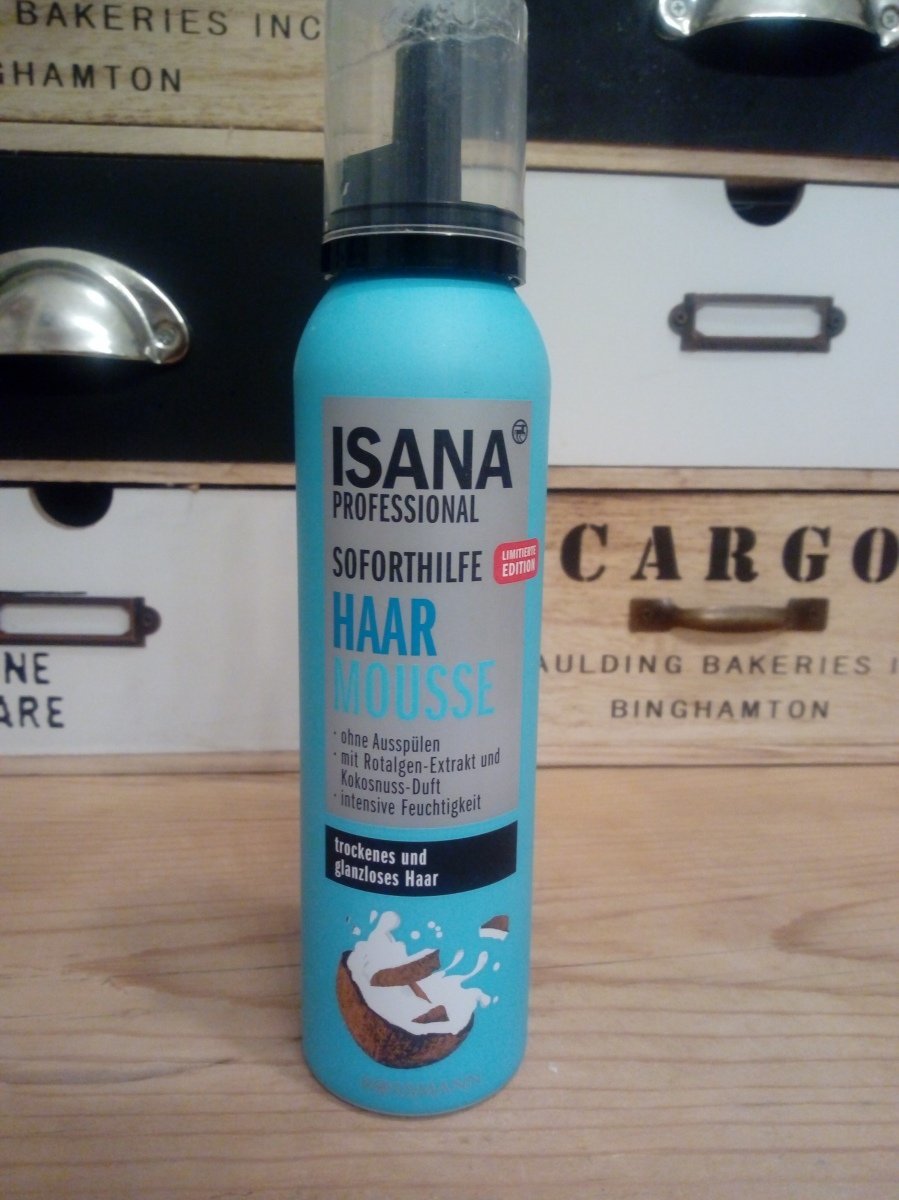 BAKERIES INC
GHAMTON
ISANA
PROFESSIONAL
SOFORTHILFE
LIMITIERTE
EDITION
HAAR
MOUSSE
· ohne Ausspülen
· mit Rotalgen-Extrakt und
Kokosnuss-Duft
· intensive Feuchtigkeit
trockenes und
glanzloses Haar
CARGO
AULDING BAKERIES I
BINGHAMTON
NE
ARE